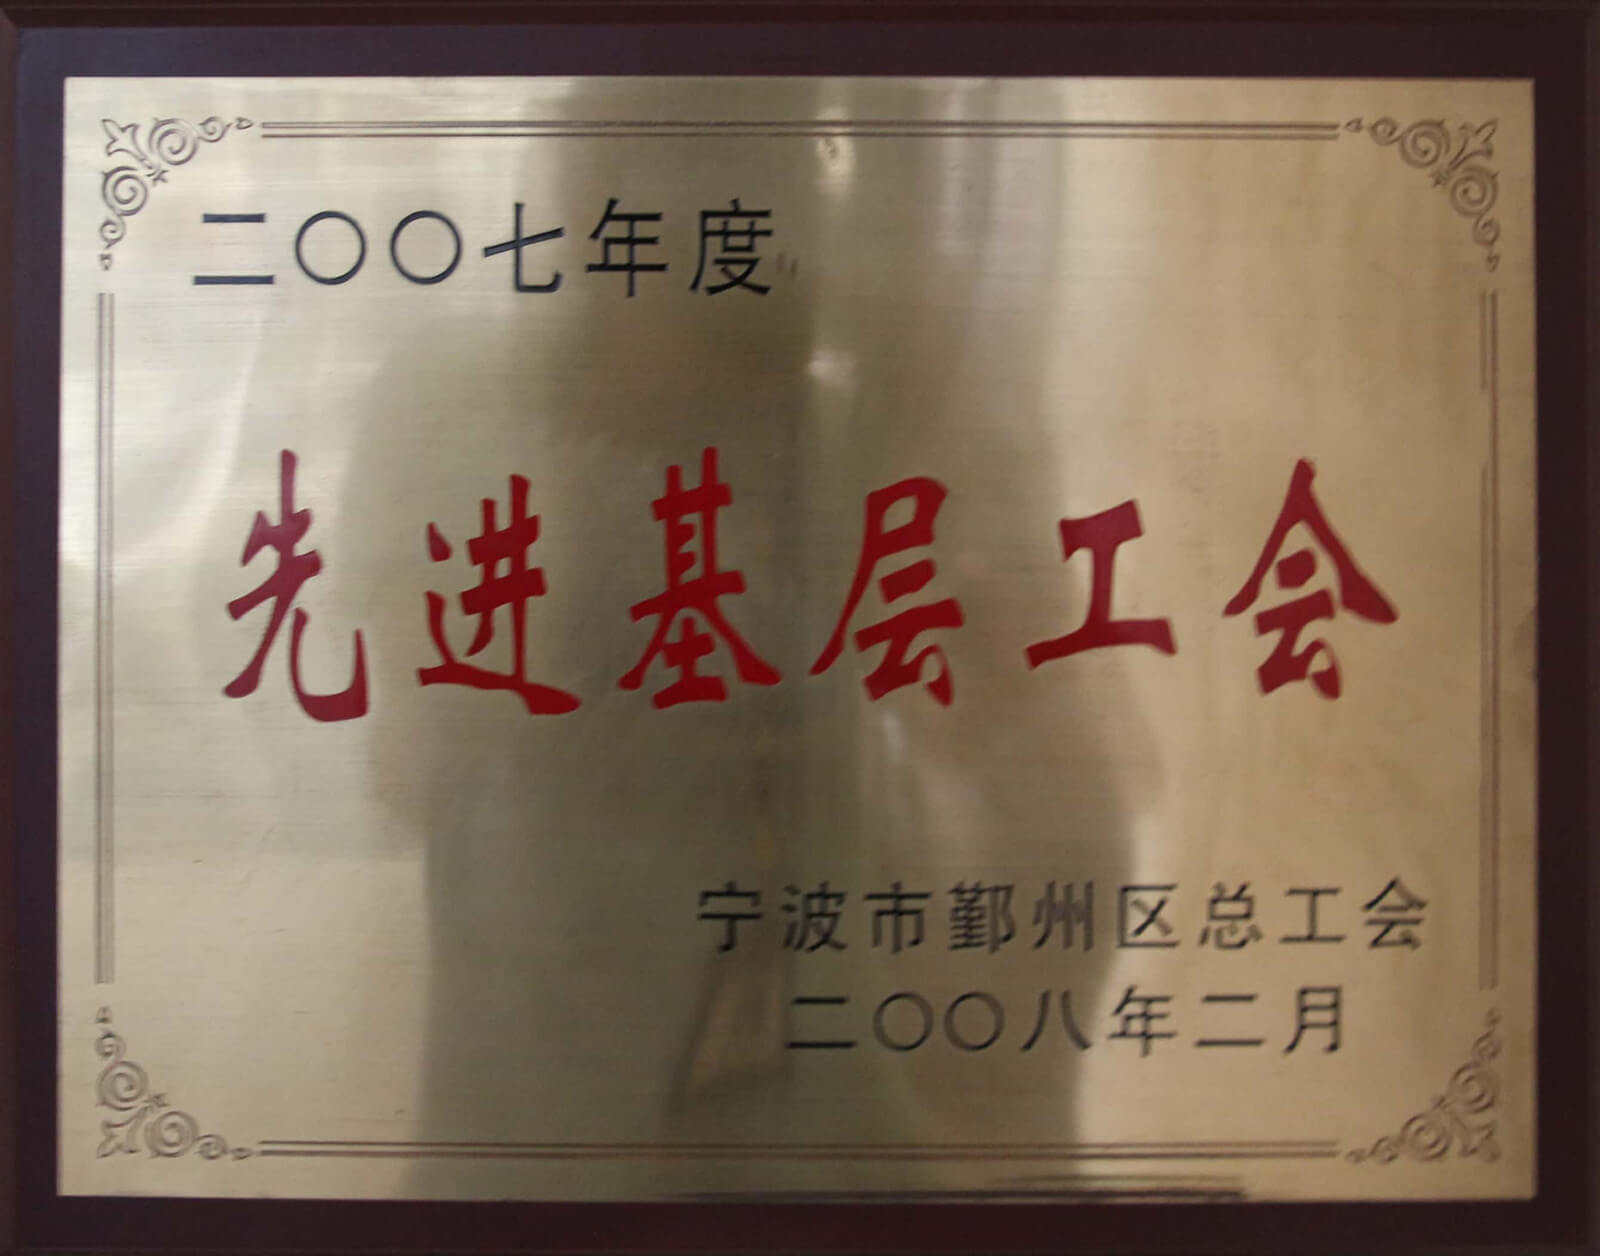 二〇〇七年度
先进基层工会
宁波市鄞州区总工会
二〇〇八年二月